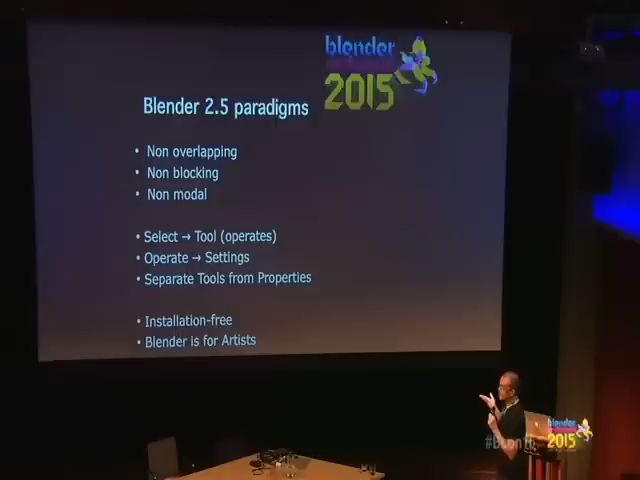 blender
2015
Blender 2.5 paradigms
• Non overlapping
• Non blocking
• Non modal
• Select → Tool (operates)
• Operate → Settings
• Separate Tools from Properties
• Installation-free
• Blender is for Artists
blender
2015